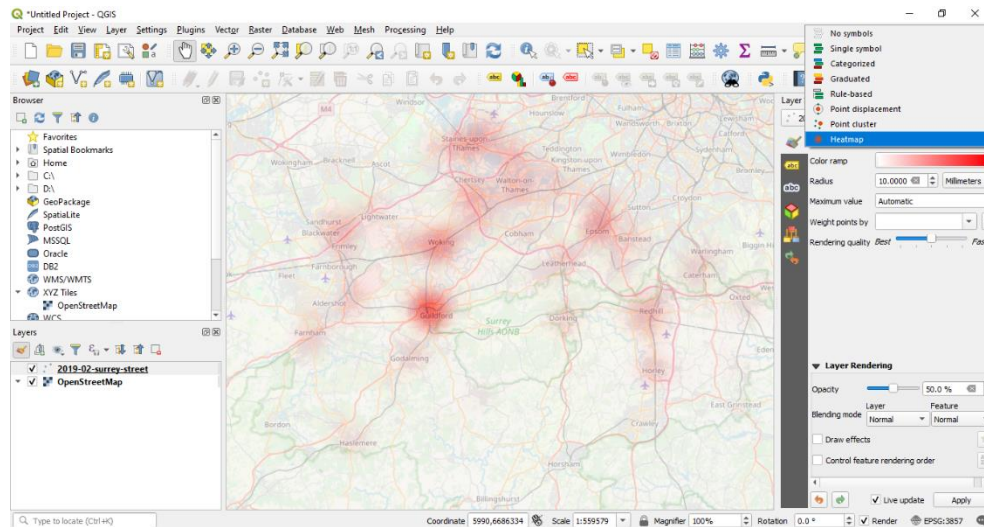 *Untitled Project - QGIS
Project Edit View Layer Settings Plugins Vector Raster Database Web Mesh Processing Help
Browser
Favorites
Spatial Bookmarks
Home
C:\
D:\
GeoPackage
SpatiaLite
PostGIS
MSSQL
Oracle
DB2
WMS/WMTS
XYZ Tiles
OpenStreetMap
WCS
Layers
2019-02-surrey-street
OpenStreetMap
Windsor
Brentford
Fulham
M4
Hounslow
Wandsworth
Brixton
Lewisham
Catford
Staines-upon-Thames
Teddington
Wimbledon
Kingston-upon-Thames
Wokingham
Bracknell
Ascot
Bromley
Chertsey
Walton-on-Thames
Croydon
Sutton
Sandhurst
Lightwater
Blackwater
Frimley
Woking
Cobham
Epsom
Banstead
Warlingham
Biggin H
Farnborough
Fleet
Leatherhead
Caterham
Aldershot
Guildford
Surrey Hills AONB
Dorking
Redhill
Oxted
Farnham
Godalming
Horley
Eden
East Grinstead
Bordon
Crawley
Haslemere
Horsham
Billingshurst
Layer
No symbols
Single symbol
Categorized
Graduated
Rule-based
Point displacement
Point cluster
Heatmap
Color ramp
Radius 10.0000 Millimeters
Maximum value Automatic
Weight points by
Rendering quality Best Fas
Layer Rendering
Opacity 50.0 %
Layer Feature
Blending mode Normal Normal
Draw effects
Control feature rendering order
Live update Apply
Type to locate (Ctrl+K)
Coordinate 5990,6686334 Scale 1:559579 Magnifier 100% Rotation 0.0 ° Render EPSG:3857